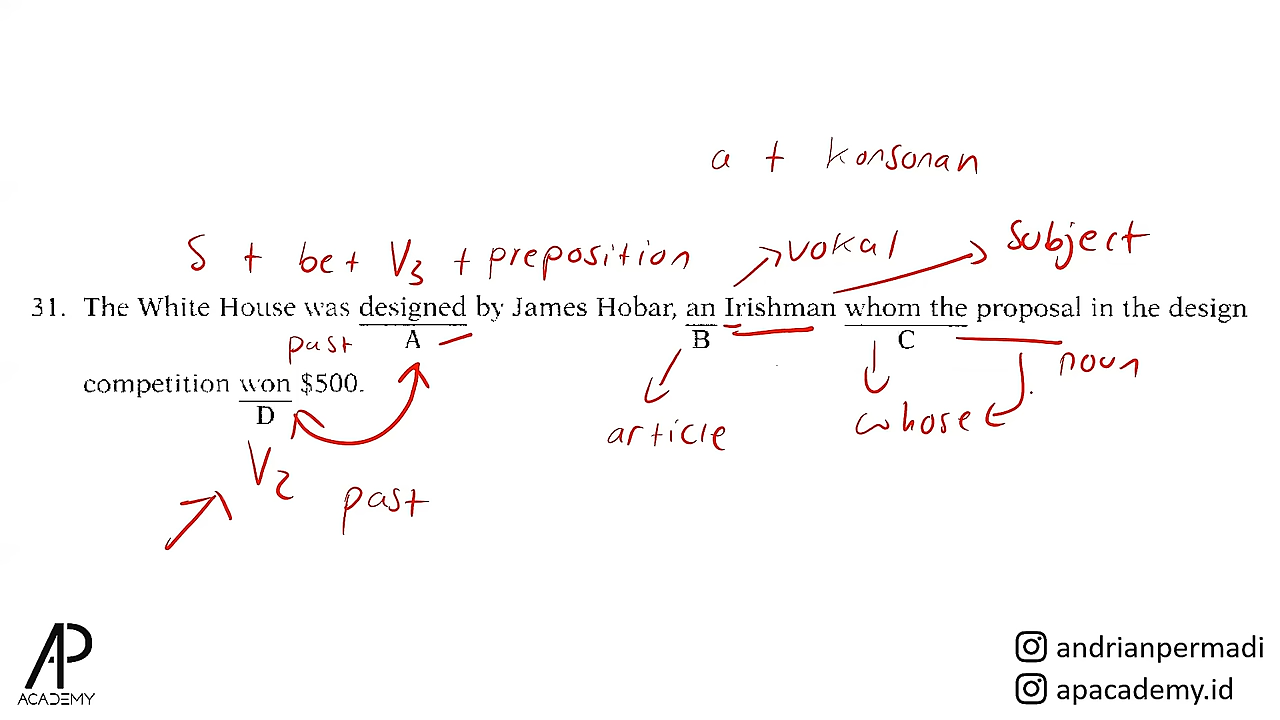 a + konsonan
S + be + V3 + preposition vokal subject
31. The White House was designed by James Hobar, an Irishman whom the proposal in the design
past A B C noun
competition won $500.
D article whose
V2 past
AP
ACADEMY
andrianpermadi
apacademy.id